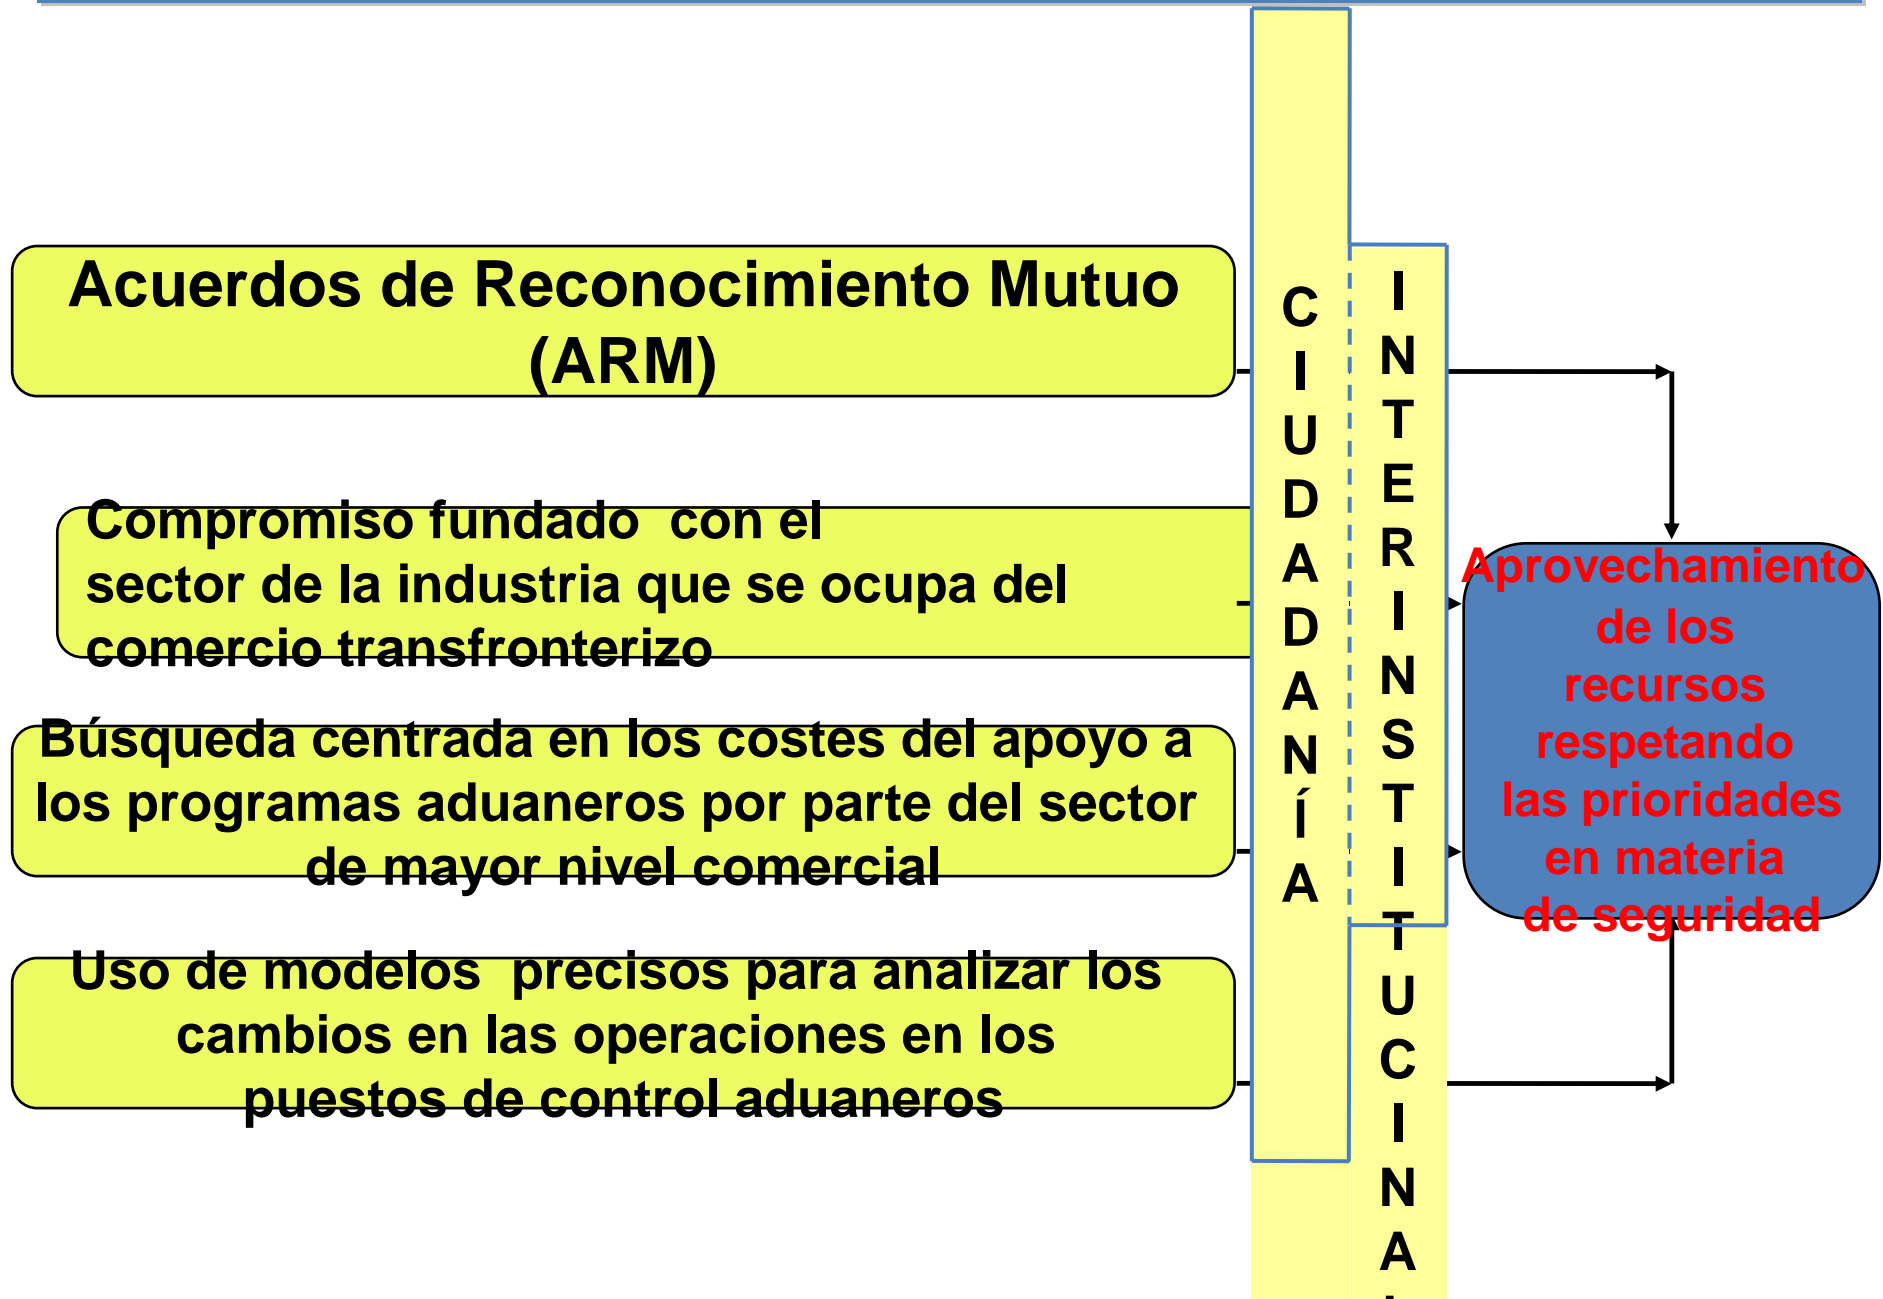 Acuerdos de Reconocimiento Mutuo
(ARM)
Compromiso fundado  con el
sector de la industria que se ocupa del
comercio transfronterizo
Búsqueda centrada en los costes del apoyo a
los programas aduaneros por parte del sector
de mayor nivel comercial
Uso de modelos  precisos para analizar los
cambios en las operaciones en los
puestos de control aduaneros
C
I
U
D
A
D
A
N
Í
A
I
N
T
E
R
I
N
S
T
I
T
U
C
I
N
A
Aprovechamiento
de los
recursos
respetando
las prioridades
en materia
de seguridad